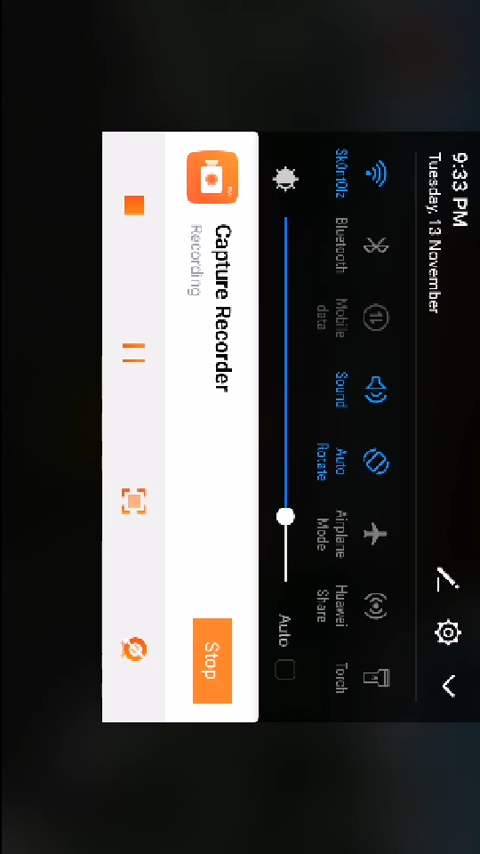 9:33 PM
Tuesday, 13 November
Bluetooth
Mobile
data
Sound
Auto
Rotate
Airplane
Mode
Huawei
Share
Torch
Auto
Capture Recorder
Recording
Stop